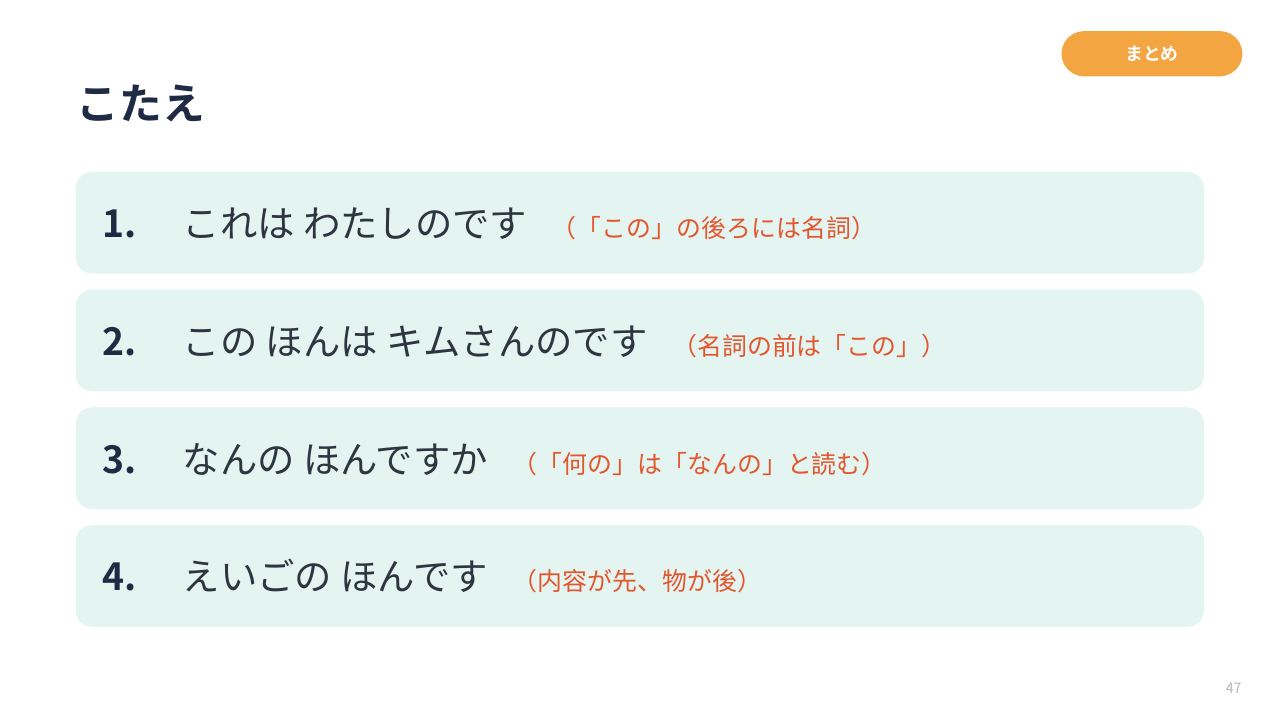 まとめ
こたえ
1. これは わたしのです （「この」の後ろには名詞）
2. この ほんは キムさんのです （名詞の前は「この」）
3. なんの ほんですか （「何の」は「なんの」と読む）
4. えいごの ほんです （内容が先、物が後）
47